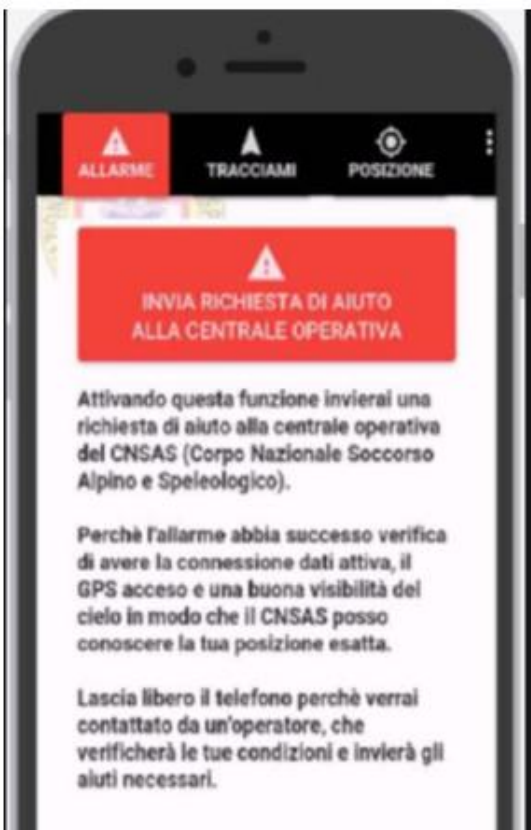 ALLARME
TRACCIAMI
POSIZIONE
INVIA RICHIESTA DI AIUTO
ALLA CENTRALE OPERATIVA
Attivando questa funzione invierai una
richiesta di aiuto alla centrale operativa
del CNSAS (Corpo Nazionale Soccorso
Alpino e Speleologico).
Perchè l'allarme abbia successo verifica
di avere la connessione dati attiva, il
GPS acceso e una buona visibilità del
cielo in modo che il CNSAS posso
conoscere la tua posizione esatta.
Lascia libero il telefono perchè verrai
contattato da un'operatore, che
verificherà le tue condizioni e invierà gli
aiuti necessari.